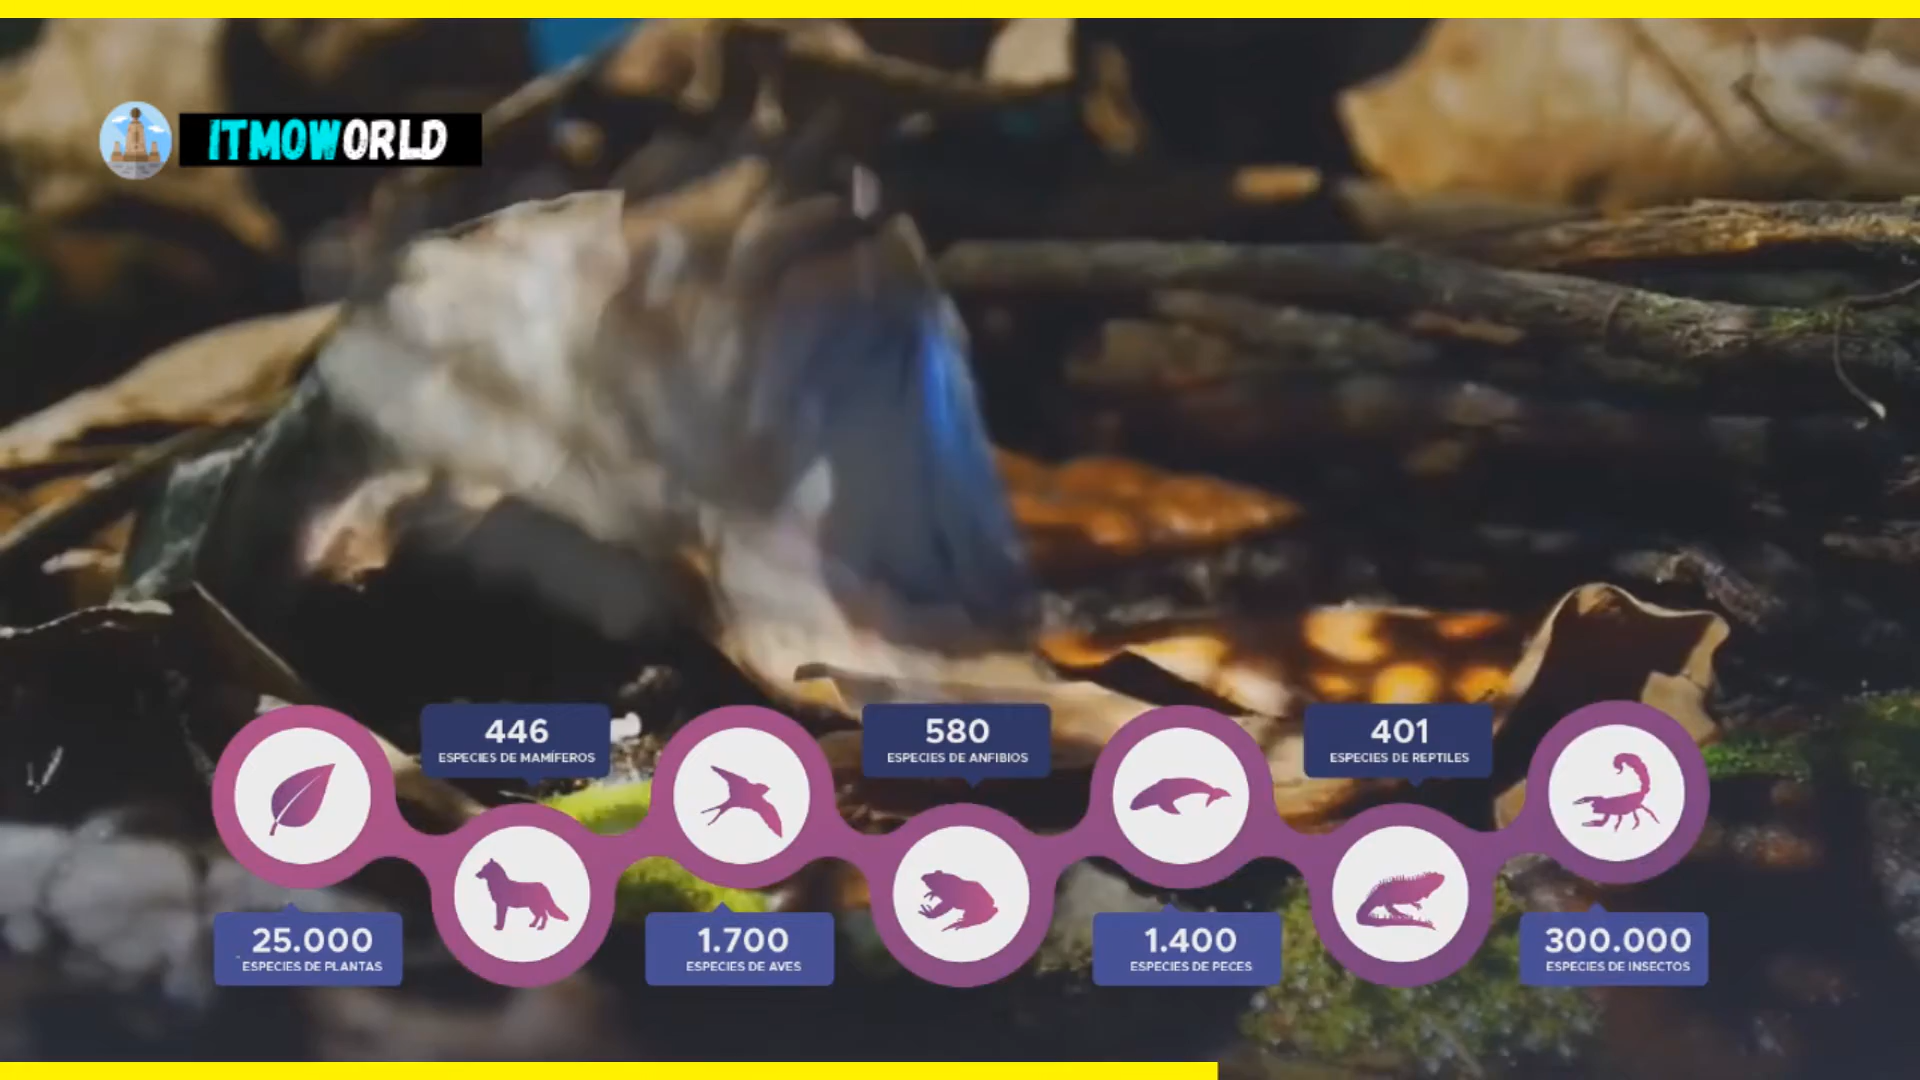 ITMOWORLD
446
ESPECIES DE MAMÍFEROS
580
ESPECIES DE ANFIBIOS
401
ESPECIES DE REPTILES
25.000
ESPECIES DE PLANTAS
1.700
ESPECIES DE AVES
1.400
ESPECIES DE PECES
300.000
ESPECIES DE INSECTOS